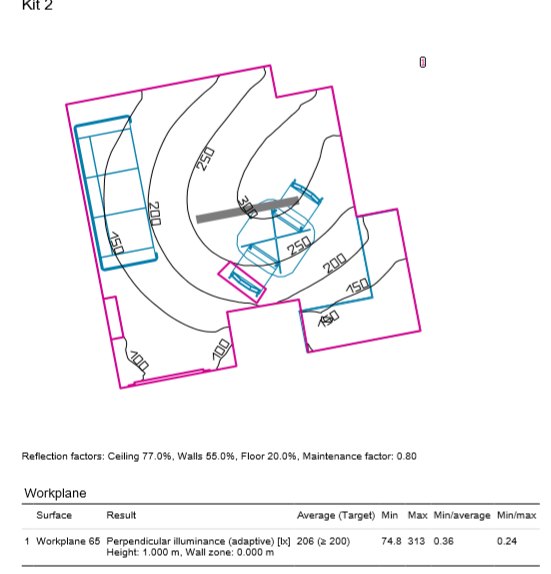 Kit 2
250
300
200
150
250
200
150
150
100
100
Reflection factors: Ceiling 77.0%, Walls 55.0%, Floor 20.0%, Maintenance factor: 0.80
Workplane
Surface Result Average (Target) Min Max Min/average Min/max
1 Workplane 65 Perpendicular illuminance (adaptive) [lx] 206 (≥ 200) 74.8 313 0.36 0.24
Height: 1.000 m, Wall zone: 0.000 m